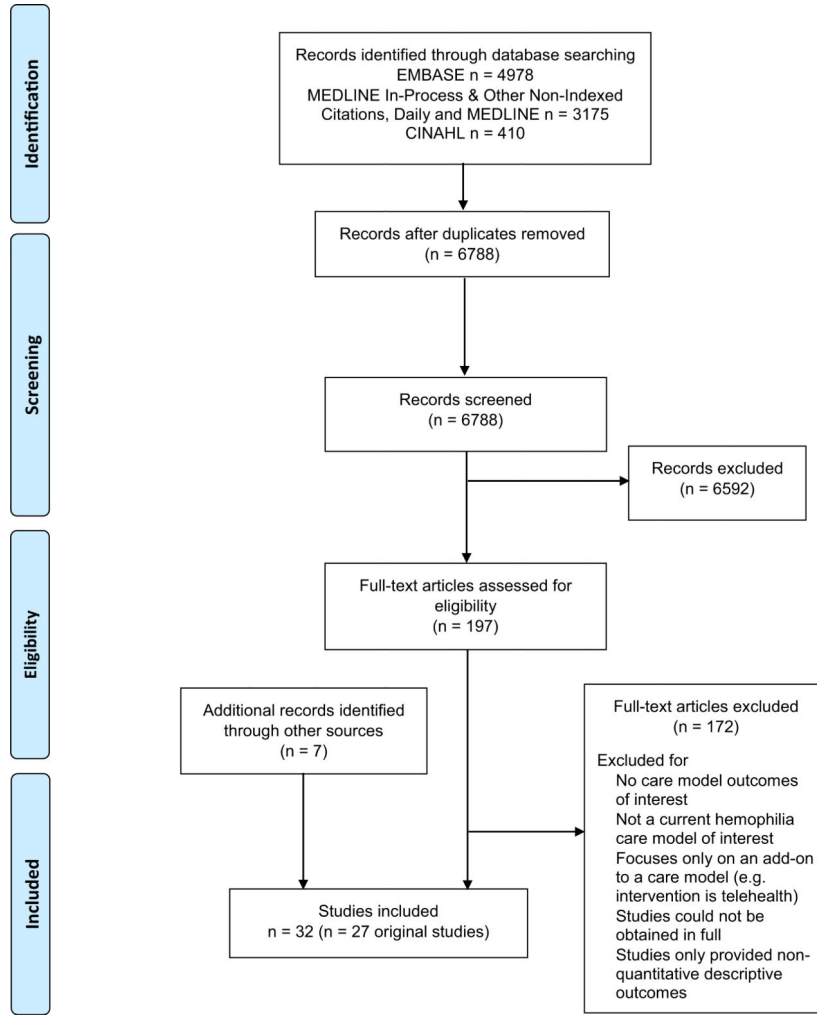 Identification
Records identified through database searching
EMBASE n = 4978
MEDLINE In-Process & Other Non-Indexed
Citations, Daily and MEDLINE n = 3175
CINAHL n = 410
Records after duplicates removed
(n = 6788)
Screening
Records screened
(n = 6788)
Records excluded
(n = 6592)
Eligibility
Full-text articles assessed for
eligibility
(n = 197)
Additional records identified
through other sources
(n = 7)
Full-text articles excluded
(n = 172)
Excluded for
No care model outcomes
of interest
Not a current hemophilia
care model of interest
Focuses only on an add-on
to a care model (e.g.
intervention is telehealth)
Studies could not be
obtained in full
Studies only provided non-
quantitative descriptive
outcomes
Included
Studies included
n = 32 (n = 27 original studies)